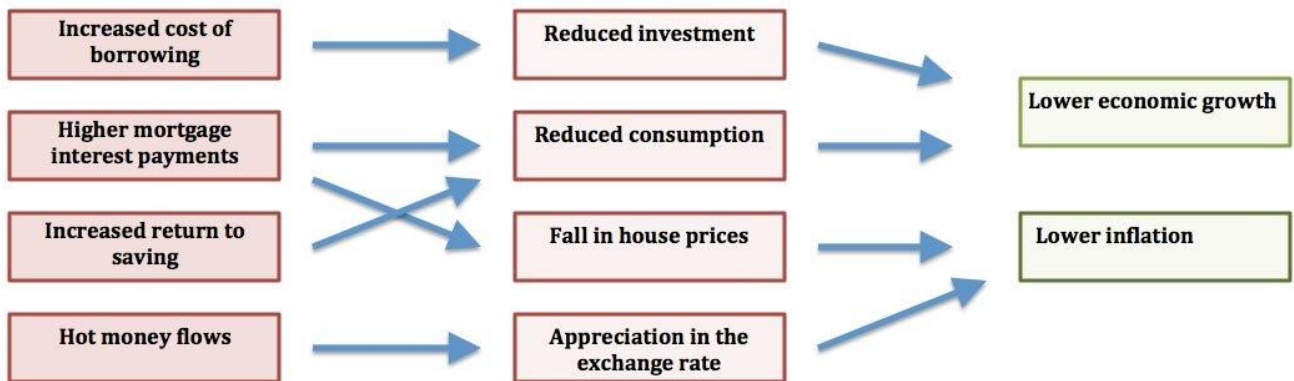 Increased cost of
borrowing
Reduced investment
Lower economic growth
Higher mortgage
interest payments
Reduced consumption
Increased return to
saving
Fall in house prices
Lower inflation
Hot money flows
Appreciation in the
exchange rate